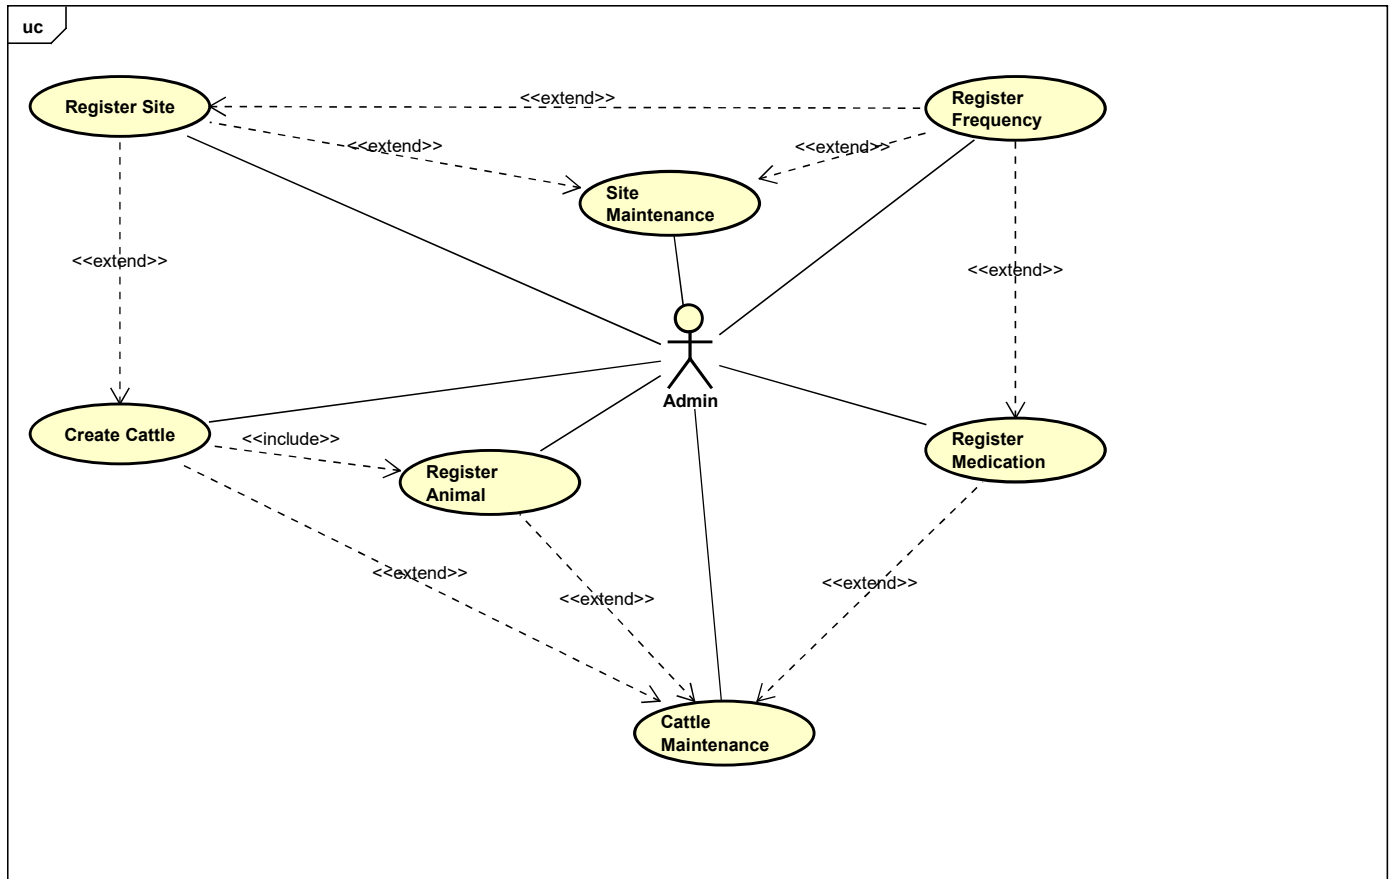 uc
<<extend>>
Register Site
Register
Frequency
<<extend>>
<<extend>>
Site
Maintenance
<<extend>>
<<extend>>
Admin
Create Cattle
<<include>>
Register
Animal
Register
Medication
<<extend>>
<<extend>>
<<extend>>
Cattle
Maintenance